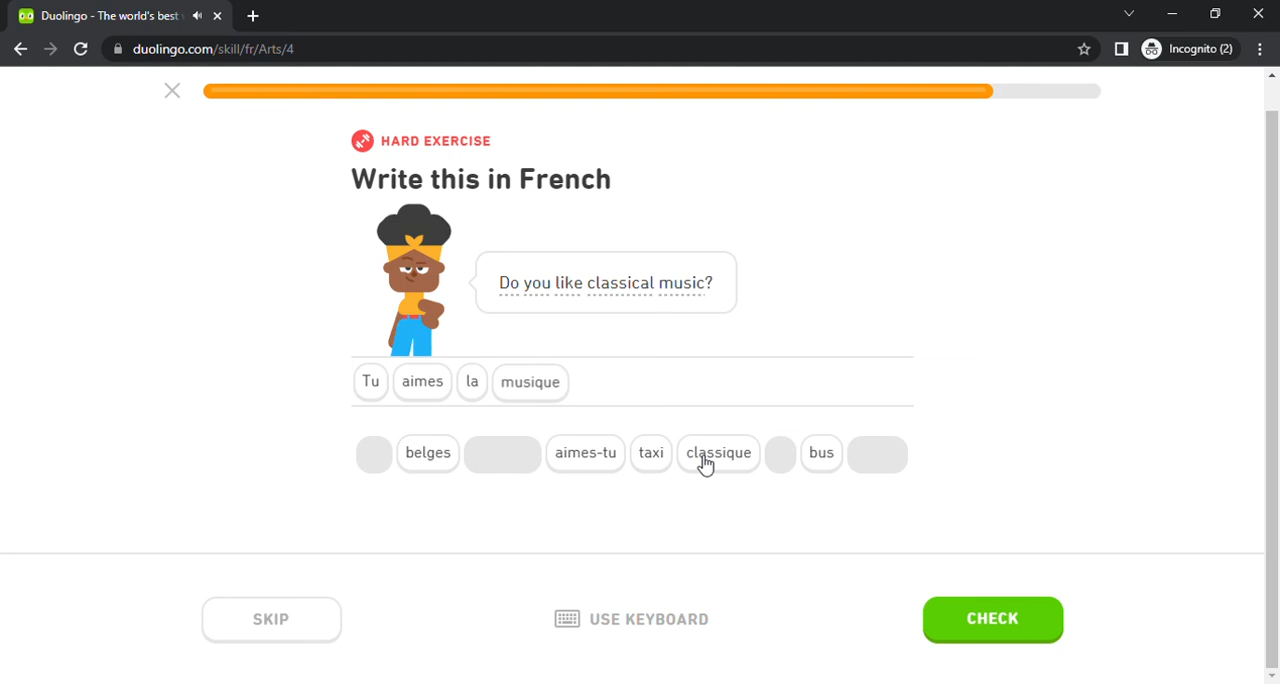 Duolingo - The world's best
duolingo.com/skill/fr/Arts/4
Incognito (2)
HARD EXERCISE
Write this in French
Do you like classical music?
Tu aimes la musique
belges aimes-tu taxi classique bus
SKIP
USE KEYBOARD
CHECK